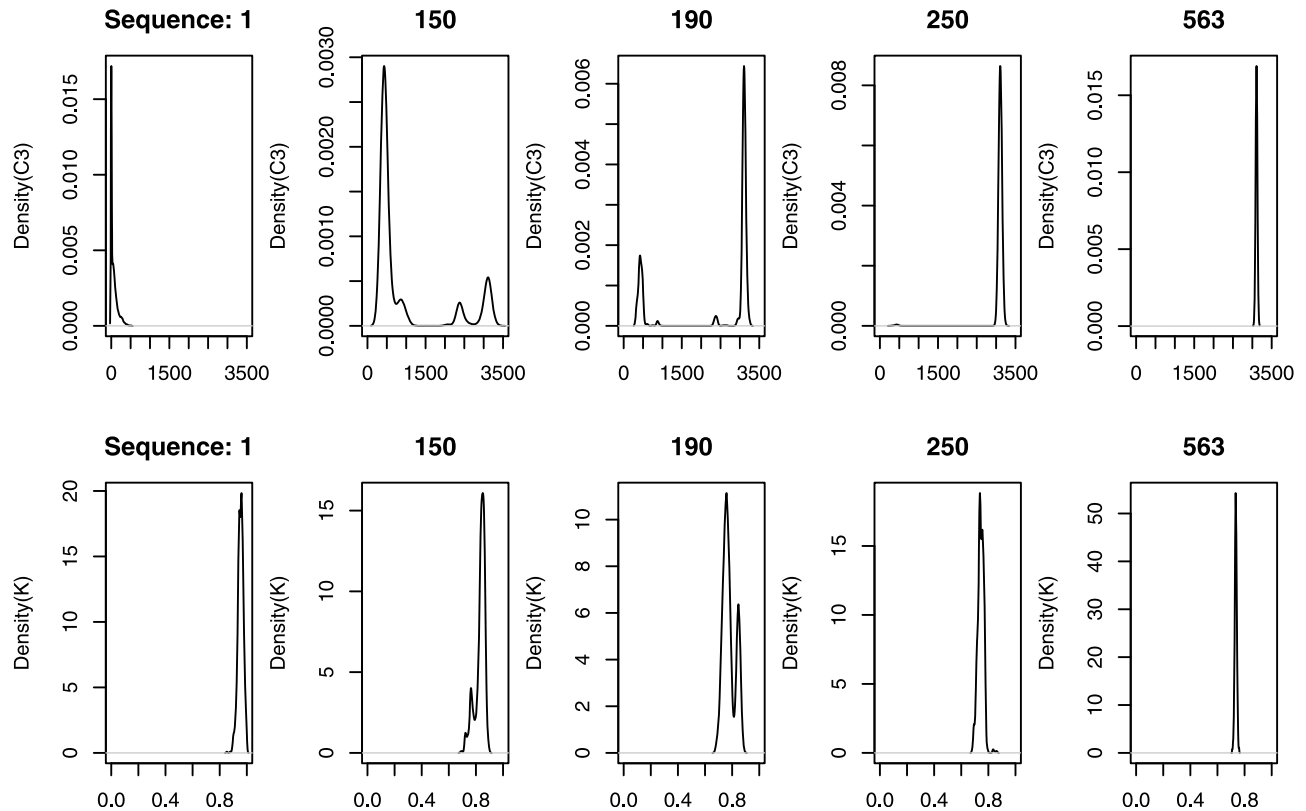 Sequence: 1 150 190 250 563
Density(C3) 0.000 0.005 0.010 0.015
Density(C3) 0.0000 0.0010 0.0020 0.0030
Density(C3) 0.000 0.002 0.004 0.006
Density(C3) 0.000 0.004 0.008
Density(C3) 0.000 0.005 0.010 0.015
0 1500 3500 0 1500 3500 0 1500 3500 0 1500 3500 0 1500 3500
Sequence: 1 150 190 250 563
Density(K) 0 5 10 15 20
Density(K) 0 5 10 15
Density(K) 0 2 4 6 8 10
Density(K) 0 5 10 15
Density(K) 0 10 20 30 40 50
0.0 0.4 0.8 0.0 0.4 0.8 0.0 0.4 0.8 0.0 0.4 0.8 0.0 0.4 0.8